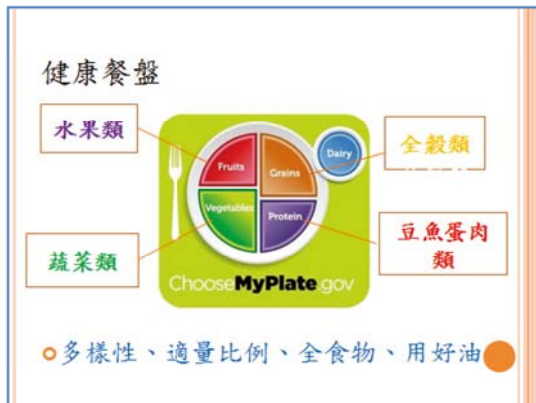 健康餐盤
水果類
全穀類
Fruits
Grains
Dairy
Vegetables
Protein
蔬菜類
豆魚蛋肉
類
ChooseMyPlate.gov
多樣性、適量比例、全食物、用好油